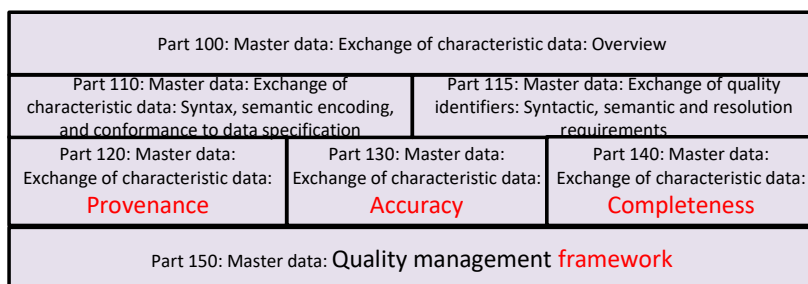 Part 100: Master data: Exchange of characteristic data: Overview
Part 110: Master data: Exchange of
characteristic data: Syntax, semantic encoding,
and conformance to data specification
Part 115: Master data: Exchange of quality
identifiers: Syntactic, semantic and resolution
requirements
Part 120: Master data:
Exchange of characteristic data:
Provenance
Part 130: Master data:
Exchange of characteristic data:
Accuracy
Part 140: Master data:
Exchange of characteristic data:
Completeness
Part 150: Master data: Quality management framework